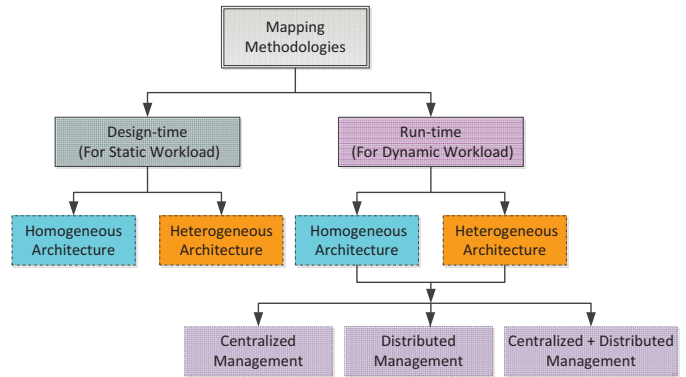 Mapping
Methodologies
Design-time
(For Static Workload)
Run-time
(For Dynamic Workload)
Homogeneous
Architecture
Heterogeneous
Architecture
Homogeneous
Architecture
Heterogeneous
Architecture
Centralized
Management
Distributed
Management
Centralized + Distributed
Management